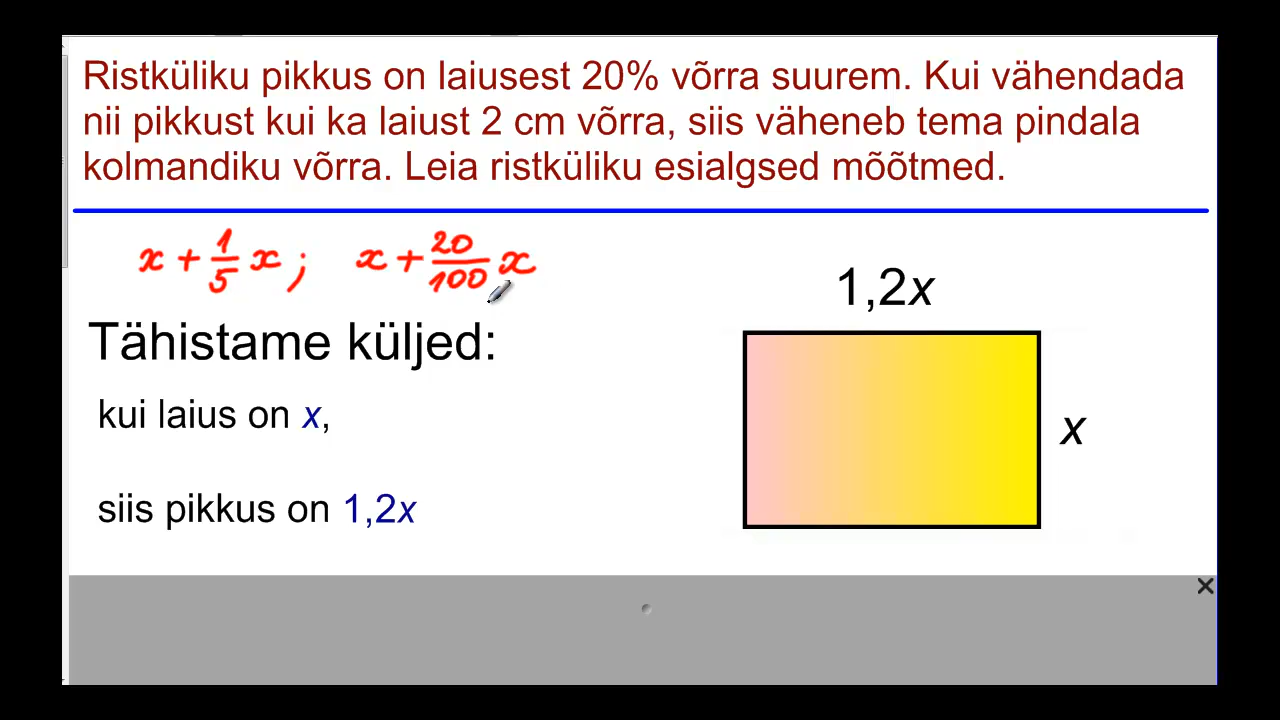 Ristküliku pikkus on laiusest 20% võrra suurem. Kui vähendada
nii pikkust kui ka laiust 2 cm võrra, siis väheneb tema pindala
kolmandiku võrra. Leia ristküliku esialgsed mõõtmed.
x + 1/5 x ; x + 20/100 x
Tähistame küljed:
kui laius on x,
siis pikkus on 1,2x
1,2x
x